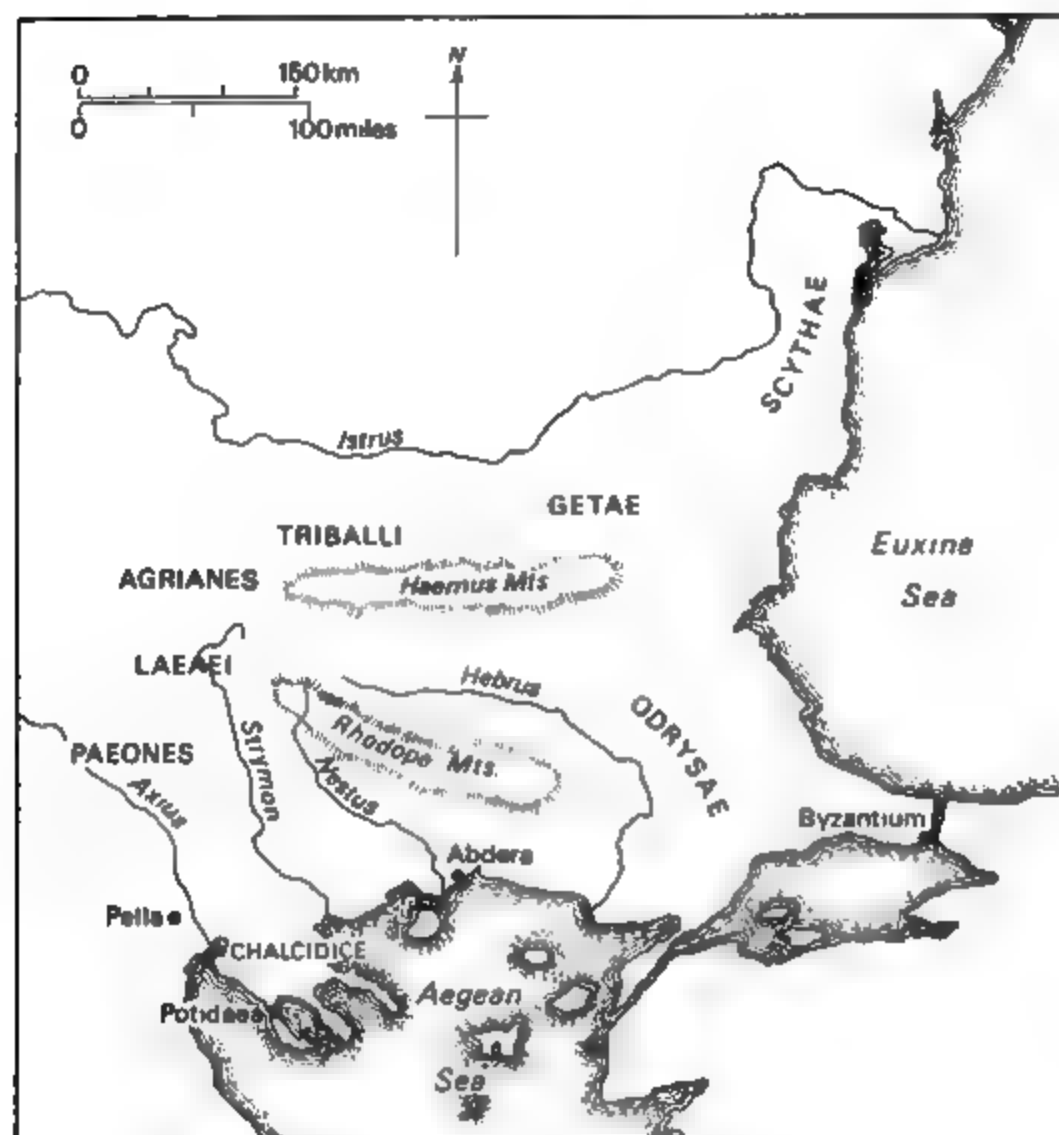 N
0 150km
0 100miles
SCYTHAE
Istrus
GETAE
TRIBALLI
Euxine
Sea
AGRIANES
Haemus Mts
LAEAEI
Hebrus
ODRYSAE
Strymon
Rhodope Mts.
PAEONES
Nestus
Axius
Byzantium
Abdera
Pella
CHALCIDICE
Aegean
Potidaea
Sea